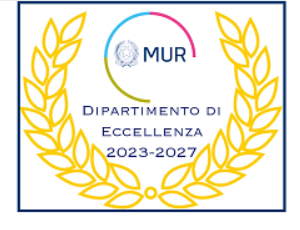 MUR
DIPARTIMENTO DI
ECCELLENZA
2023-2027